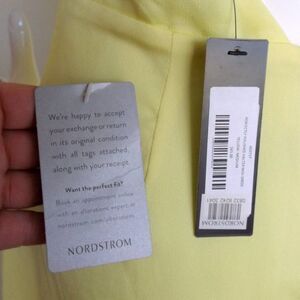 We're happy to accept
your exchange or return
in its original condition
with all tags attached,
along with your receipt.
Want the perfect fit?
Book an appointment online
with an alterations expert at
nordstrom.com/alterations
NORDSTROM
NORDSTROM